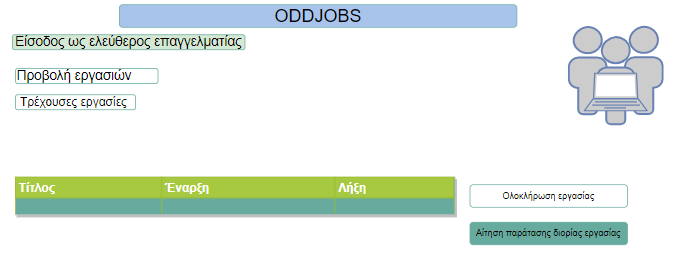 ODDJOBS
Είσοδος ως ελεύθερος επαγγελματίας
Προβολή εργασιών
Τρέχουσες εργασίες
Τίτλος Έναρξη Λήξη
Ολοκλήρωση εργασίας
Αίτηση παράτασης διορίας εργασίας